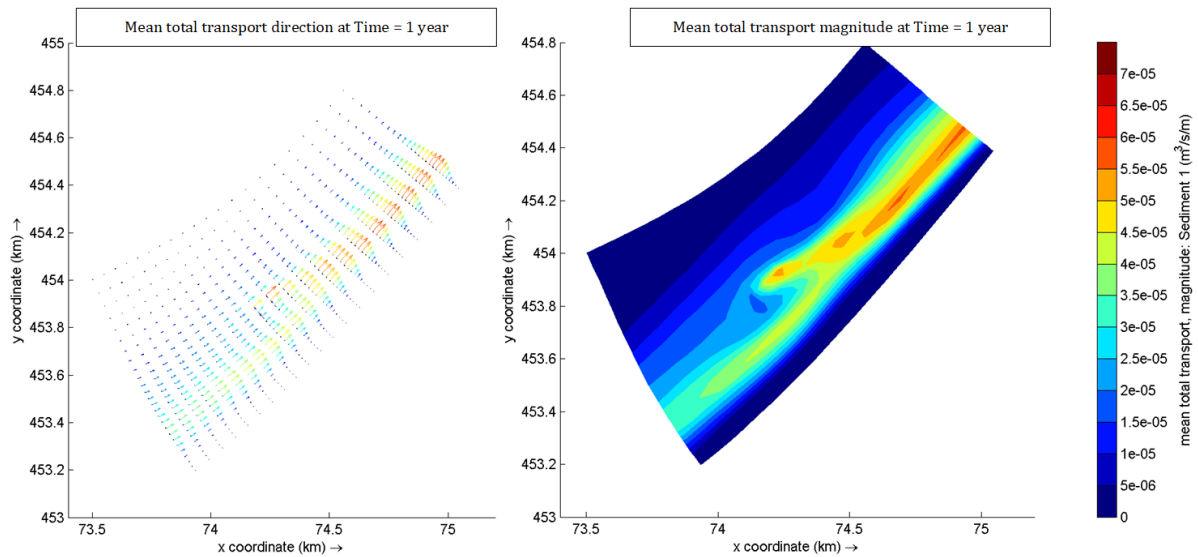 Mean total transport direction at Time = 1 year
455
454.8
454.6
454.4
454.2
454
453.8
453.6
453.4
453.2
453
y coordinate (km) →
73.5
74
74.5
75
x coordinate (km) →
Mean total transport magnitude at Time = 1 year
454.8
454.6
454.4
454.2
454
453.8
453.6
453.4
453.2
453
y coordinate (km) →
73.5
74
74.5
75
x coordinate (km) →
7e-05
6.5e-05
6e-05
5.5e-05
5e-05
4.5e-05
4e-05
3.5e-05
3e-05
2.5e-05
2e-05
1.5e-05
1e-05
5e-06
0
mean total transport, magnitude: Sediment 1 (m³/s/m)